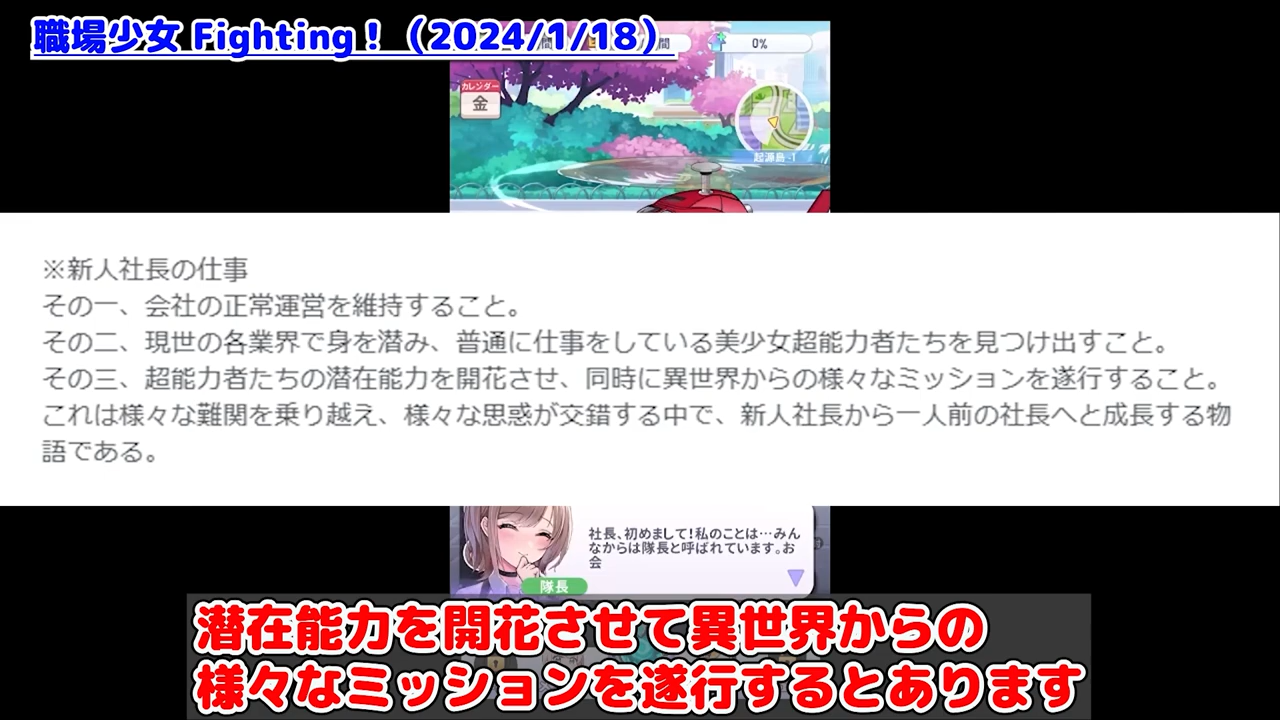 職場少女 Fighting！（2024/1/18）
間
間
0%
カレンダー
金
起源島-1
※新人社長の仕事
その一、会社の正常運営を維持すること。
その二、現世の各業界で身を潜み、普通に仕事をしている美少女超能力者たちを見つけ出すこと。
その三、超能力者たちの潜在能力を開花させ、同時に異世界からの様々なミッションを遂行すること。
これは様々な難関を乗り越え、様々な思惑が交錯する中で、新人社長から一人前の社長へと成長する物
語である。
社長、初めまして！私のことは…みん
なからは隊長と呼ばれています。お
会
隊長
潜在能力を開花させて異世界からの
様々なミッションを遂行するとあります